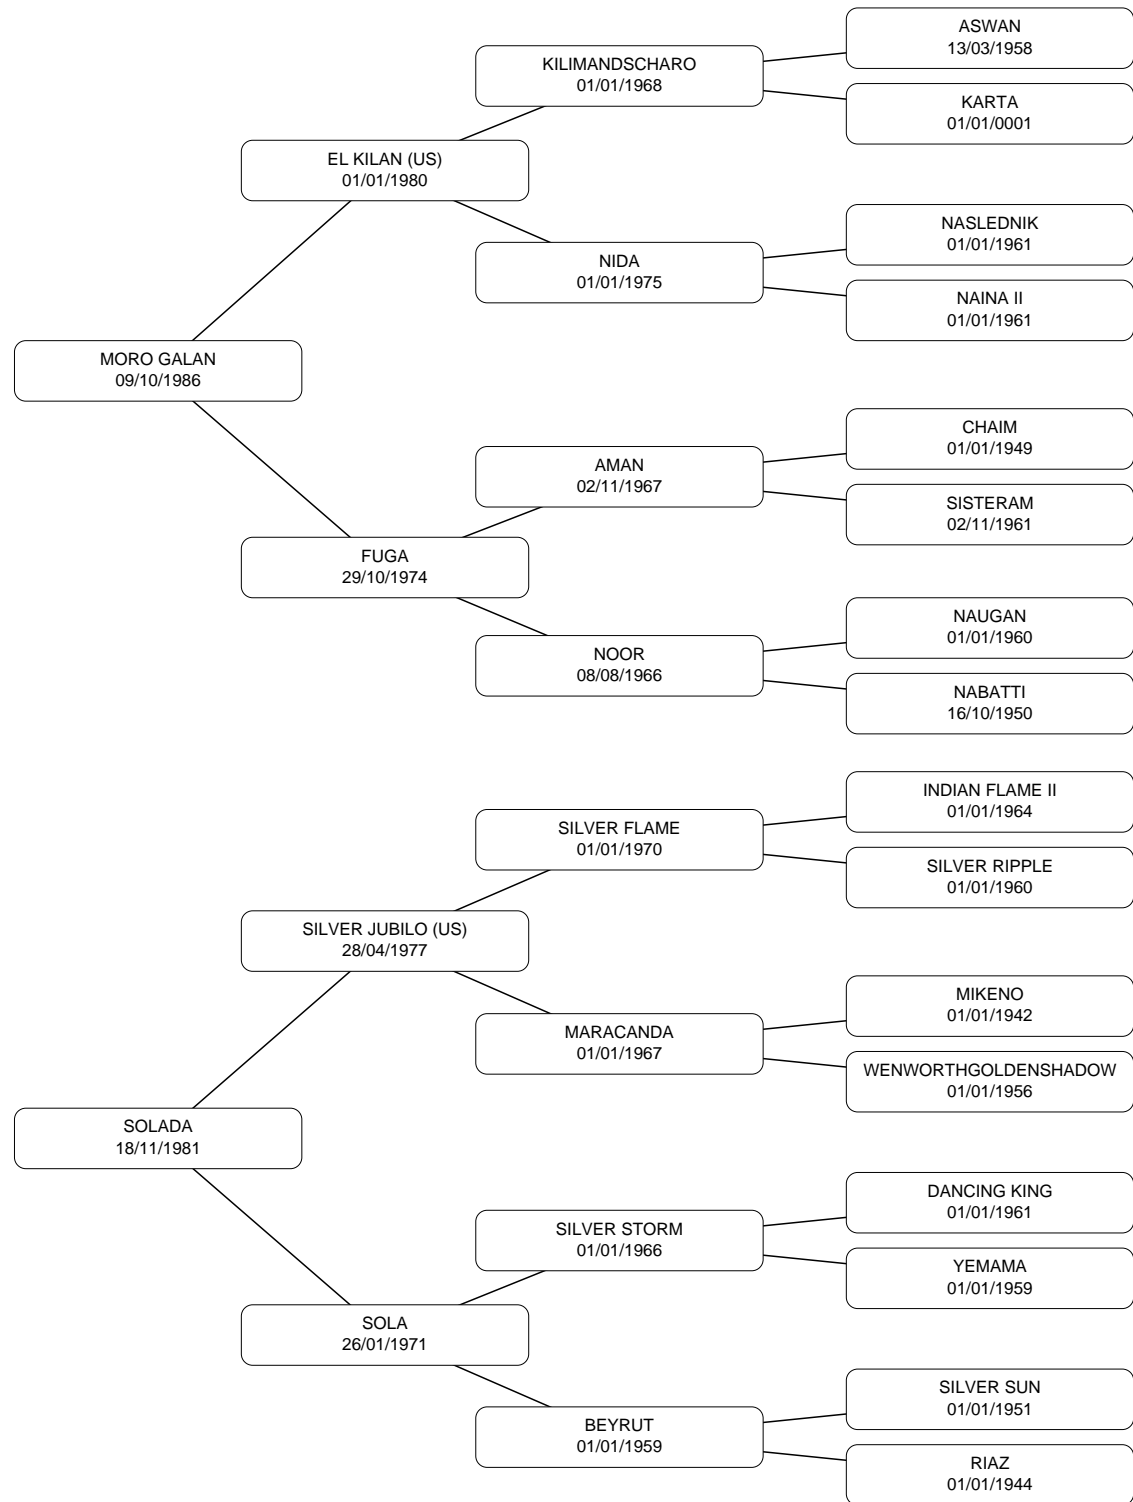 ASWAN
13/03/1958
KILIMANDSCHARO
01/01/1968
KARTA
01/01/0001
EL KILAN (US)
01/01/1980
NASLEDNIK
01/01/1961
NIDA
01/01/1975
NAINA II
01/01/1961
MORO GALAN
09/10/1986
CHAIM
01/01/1949
AMAN
02/11/1967
SISTERAM
02/11/1961
FUGA
29/10/1974
NAUGAN
01/01/1960
NOOR
08/08/1966
NABATTI
16/10/1950
INDIAN FLAME II
01/01/1964
SILVER FLAME
01/01/1970
SILVER RIPPLE
01/01/1960
SILVER JUBILO (US)
28/04/1977
MIKENO
01/01/1942
MARACANDA
01/01/1967
WENWORTHGOLDENSHADOW
01/01/1956
SOLADA
18/11/1981
DANCING KING
01/01/1961
SILVER STORM
01/01/1966
YEMAMA
01/01/1959
SOLA
26/01/1971
SILVER SUN
01/01/1951
BEYRUT
01/01/1959
RIAZ
01/01/1944